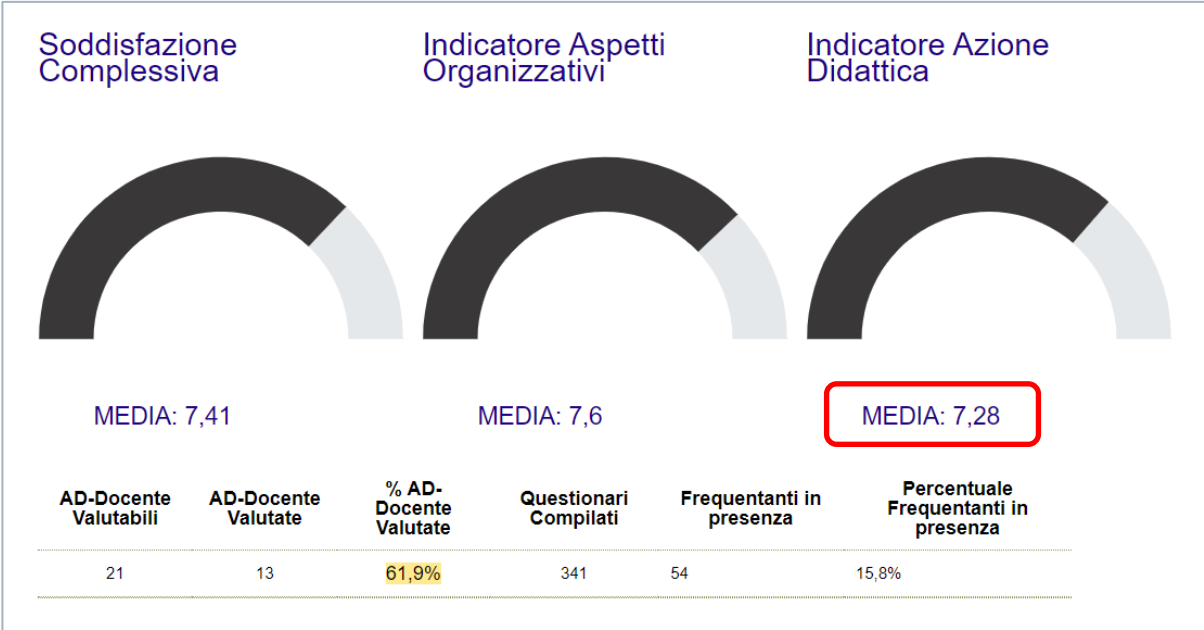 Soddisfazione
Complessiva
Indicatore Aspetti
Organizzativi
Indicatore Azione
Didattica
MEDIA: 7,41
MEDIA: 7,6
MEDIA: 7,28
AD-Docente
Valutabili
AD-Docente
Valutate
% AD-
Docente
Valutate
Questionari
Compilati
Frequentanti in
presenza
Percentuale
Frequentanti in
presenza
21
13
61,9%
341
54
15,8%